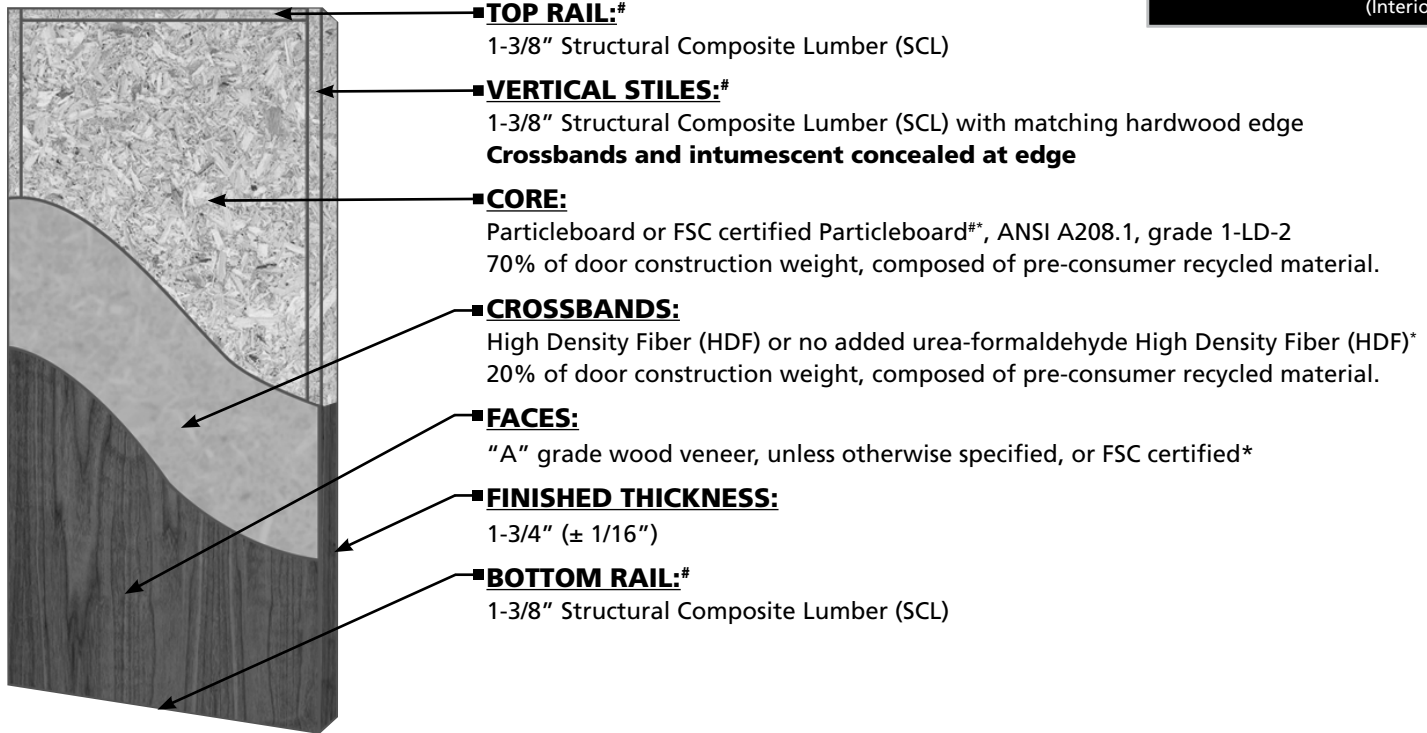 (Interio
TOP RAIL:#
1-3/8” Structural Composite Lumber (SCL)
VERTICAL STILES:#
1-3/8” Structural Composite Lumber (SCL) with matching hardwood edge
Crossbands and intumescent concealed at edge
CORE:
Particleboard or FSC certified Particleboard#*, ANSI A208.1, grade 1-LD-2
70% of door construction weight, composed of pre-consumer recycled material.
CROSSBANDS:
High Density Fiber (HDF) or no added urea-formaldehyde High Density Fiber (HDF)*
20% of door construction weight, composed of pre-consumer recycled material.
FACES:
“A” grade wood veneer, unless otherwise specified, or FSC certified*
FINISHED THICKNESS:
1-3/4” (± 1/16”)
BOTTOM RAIL:#
1-3/8” Structural Composite Lumber (SCL)